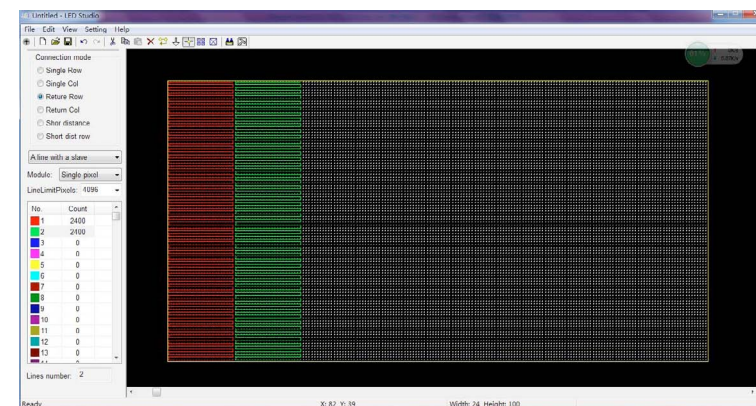 Untitled - LED Studio
File Edit View Setting Help
Connection mode
Single Row
Single Col
Reture Row
Return Col
Shor distance
Short dist row
A line with a slave
Module: Single pixel
LineLimitPixels: 4096
No. Count
1 2400
2 2400
3 0
4 0
5 0
6 0
7 0
8 0
9 0
10 0
11 0
12 0
13 0
Lines number: 2
Ready
X: 82 Y: 39
Width: 24 Height: 100